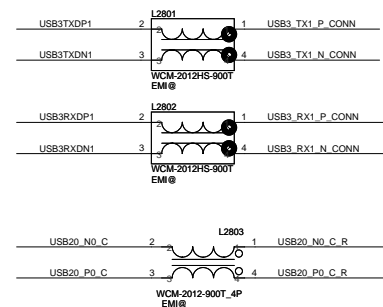 L2801
USB3TXDP1 2 1 USB3_TX1_P_CONN
USB3TXDN1 3 4 USB3_TX1_N_CONN
WCM-2012HS-900T
EMI@
L2802
USB3RXDP1 2 1 USB3_RX1_P_CONN
USB3RXDN1 3 4 USB3_RX1_N_CONN
WCM-2012HS-900T
EMI@
L2803
USB20_N0_C 2 1 USB20_N0_C_R
USB20_P0_C 3 4 USB20_P0_C_R
WCM-2012-900T_4P
EMI@